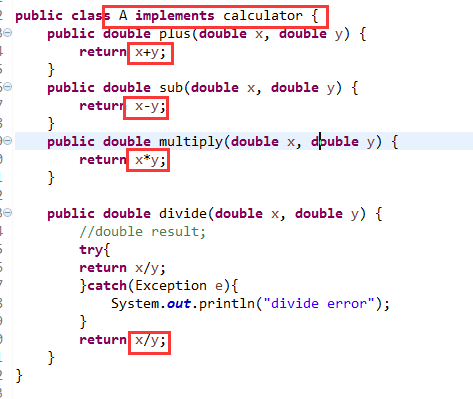 public class A implements calculator {
public double plus(double x, double y) {
return x+y;
}
public double sub(double x, double y) {
return x-y;
}
public double multiply(double x, double y) {
return x*y;
}
public double divide(double x, double y) {
//double result;
try{
return x/y;
}catch(Exception e){
System.out.println("divide error");
}
return x/y;
}
}